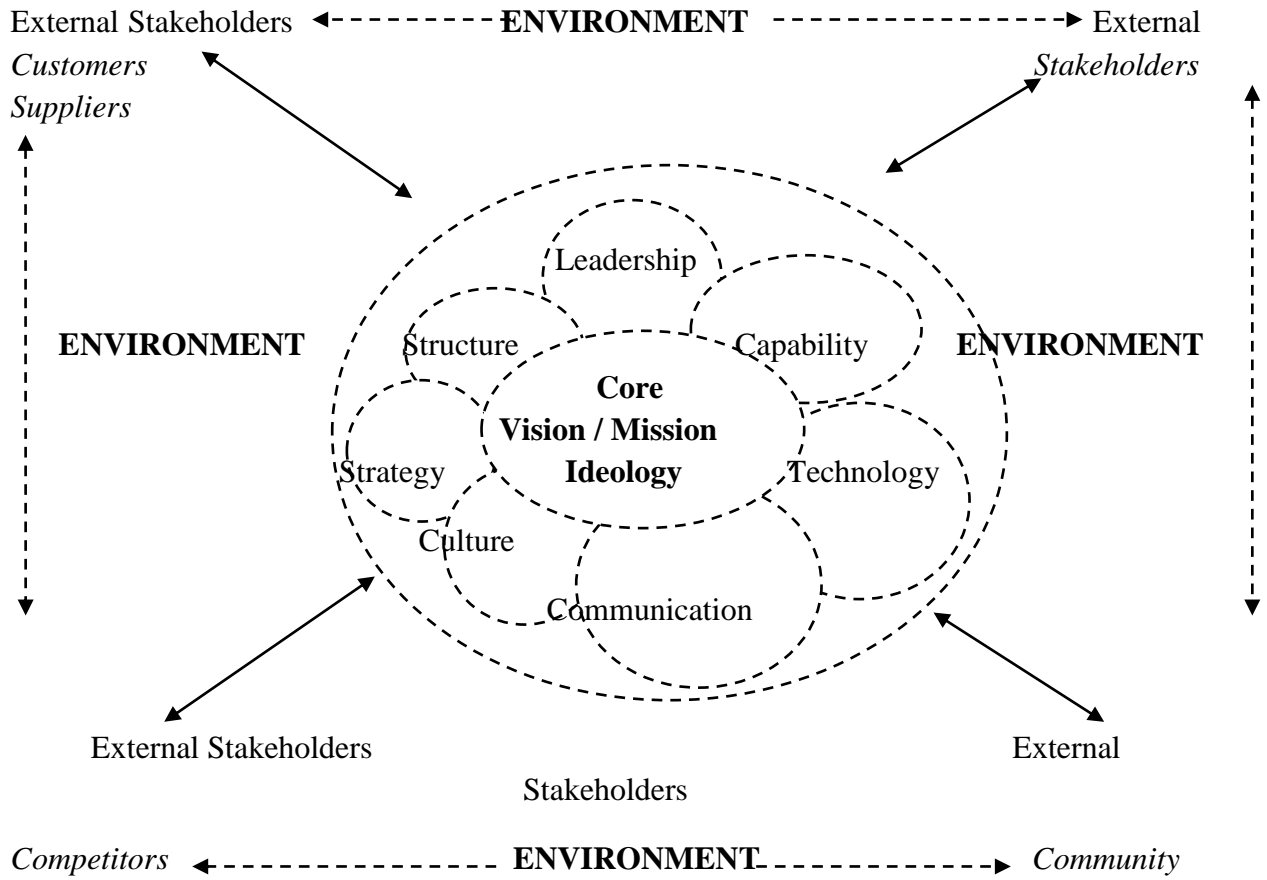 External Stakeholders ENVIRONMENT External
Customers Stakeholders
Suppliers
Leadership
ENVIRONMENT Structure Capability ENVIRONMENT
Core
Vision / Mission
Ideology
Strategy Technology
Culture
Communication
External Stakeholders External
Stakeholders
Competitors ENVIRONMENT Community